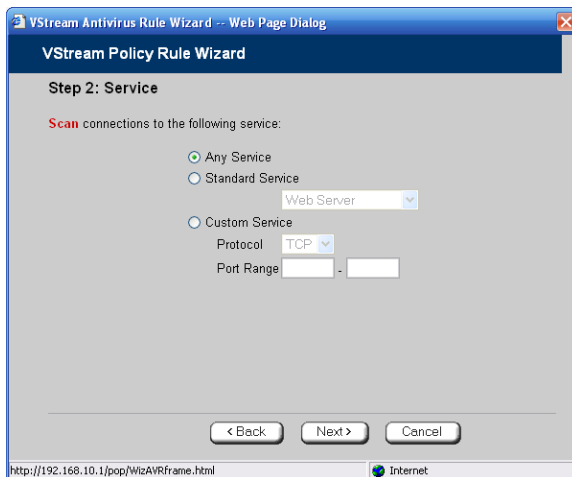 VStream Antivirus Rule Wizard -- Web Page Dialog
VStream Policy Rule Wizard
Step 2: Service
Scan connections to the following service:
Any Service
Standard Service
Web Server
Custom Service
Protocol TCP
Port Range -
<Back Next> Cancel
http://192.168.10.1/pop/WizAVRframe.html Internet